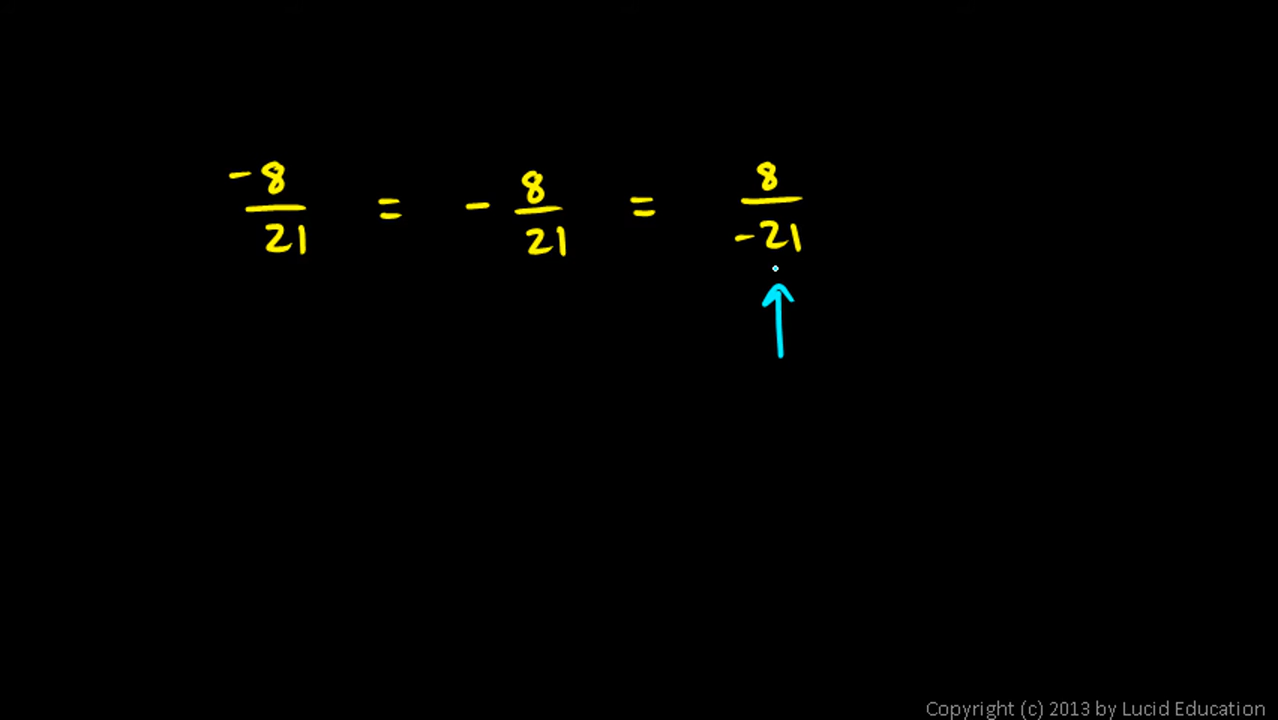 -8/21 = - 8/21 = 8/-21
Copyright (c) 2013 by Lucid Education